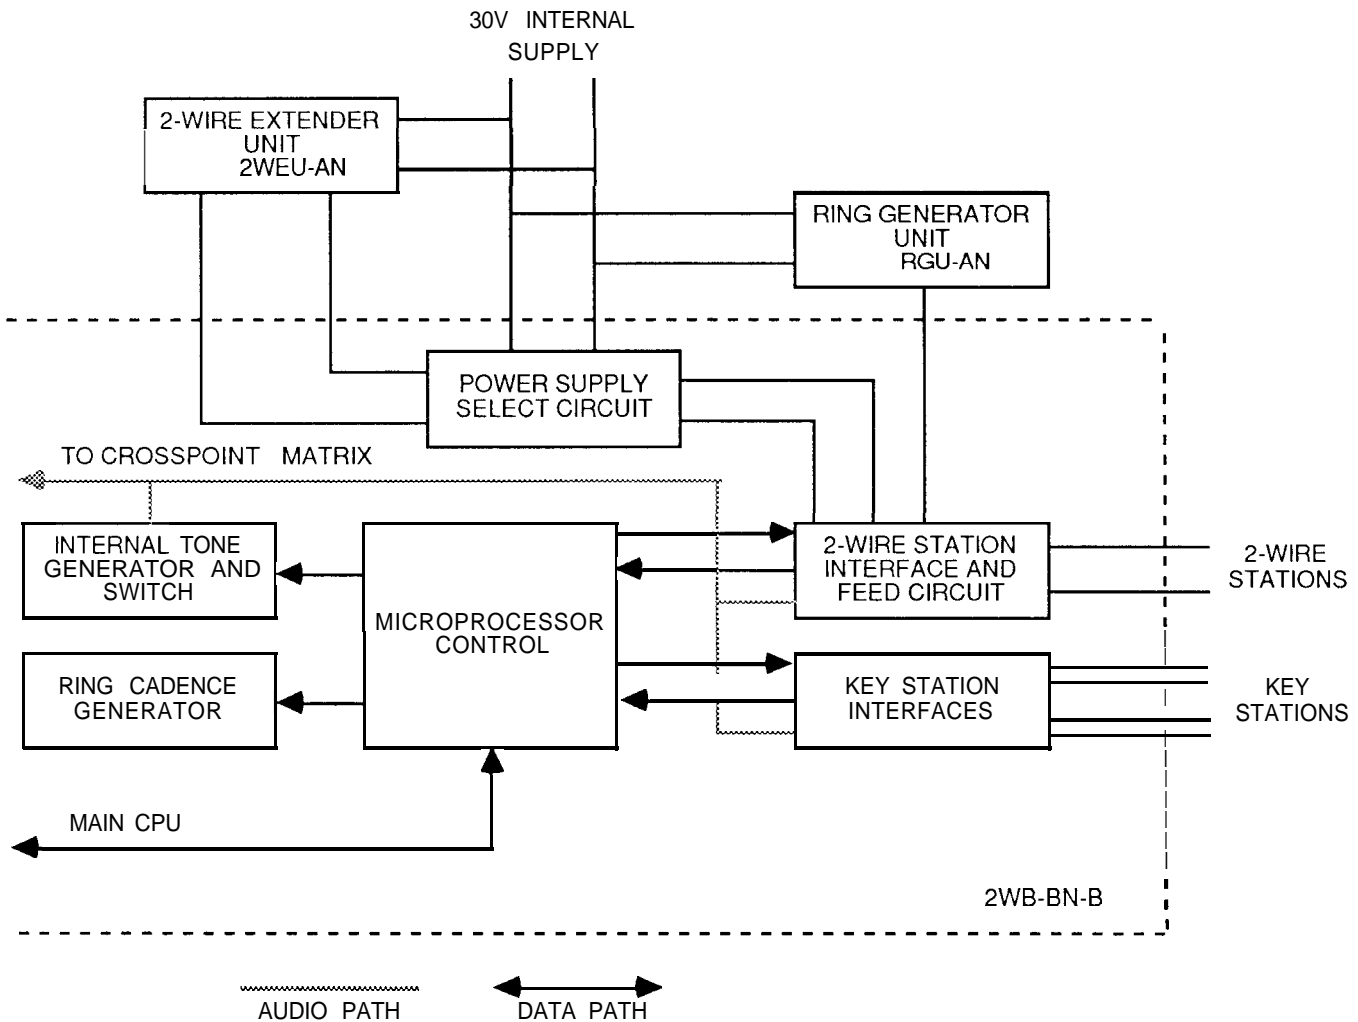 30V INTERNAL
SUPPLY
2-WIRE EXTENDER
UNIT
2WEU-AN
RING GENERATOR
UNIT
RGU-AN
POWER SUPPLY
SELECT CIRCUIT
TO CROSSPOINT MATRIX
INTERNAL TONE
GENERATOR AND
SWITCH
MICROPROCESSOR
CONTROL
2-WIRE STATION
INTERFACE AND
FEED CIRCUIT
2-WIRE
STATIONS
RING CADENCE
GENERATOR
KEY STATION
INTERFACES
KEY
STATIONS
MAIN CPU
2WB-BN-B
AUDIO PATH
DATA PATH